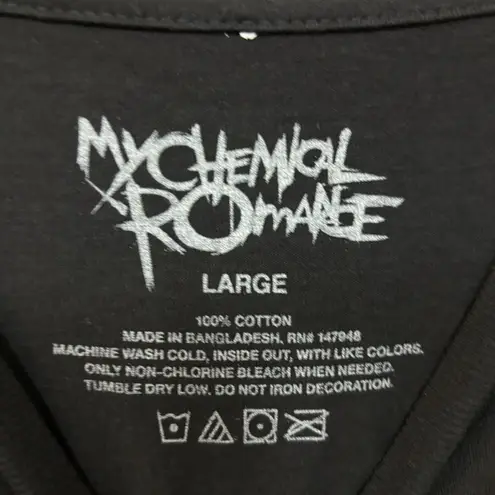 MY CHEMICAL
ROMANCE
LARGE
100% COTTON
MADE IN BANGLADESH. RN# 147948
MACHINE WASH COLD, INSIDE OUT, WITH LIKE COLORS.
ONLY NON-CHLORINE BLEACH WHEN NEEDED.
TUMBLE DRY LOW. DO NOT IRON DECORATION.